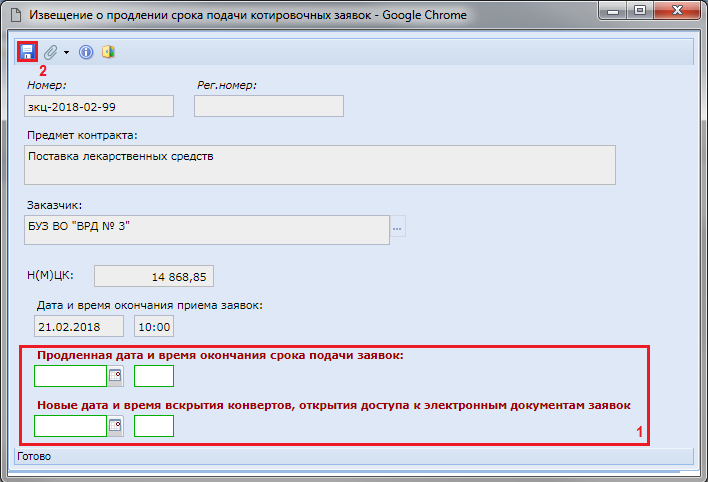 Извещение о продлении срока подачи котировочных заявок - Google Chrome
2
Номер: Рег.номер:
зкц-2018-02-99
Предмет контракта:
Поставка лекарственных средств
Заказчик:
БУЗ ВО "ВРД № 3" ...
Н(М)ЦК: 14 868,85
Дата и время окончания приема заявок:
21.02.2018 10:00
Продленная дата и время окончания срока подачи заявок:
Новые дата и время вскрытия конвертов, открытия доступа к электронным документам заявок
1
Готово